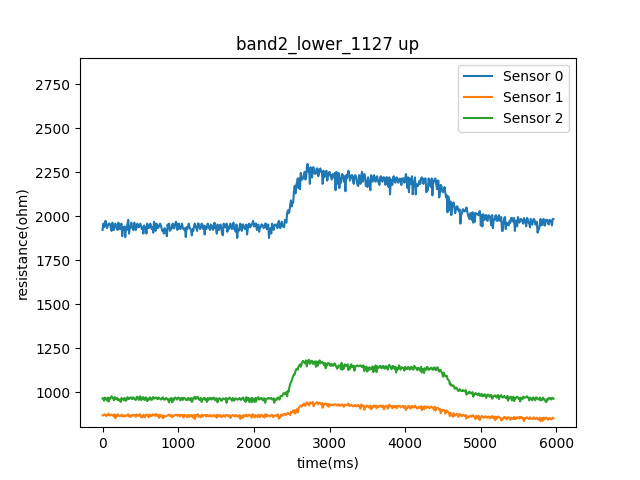 band2_lower_1127 up
Sensor 0
Sensor 1
Sensor 2
2750
2500
2250
2000
1750
1500
1250
1000
resistance(ohm)
0
1000
2000
3000
4000
5000
6000
time(ms)